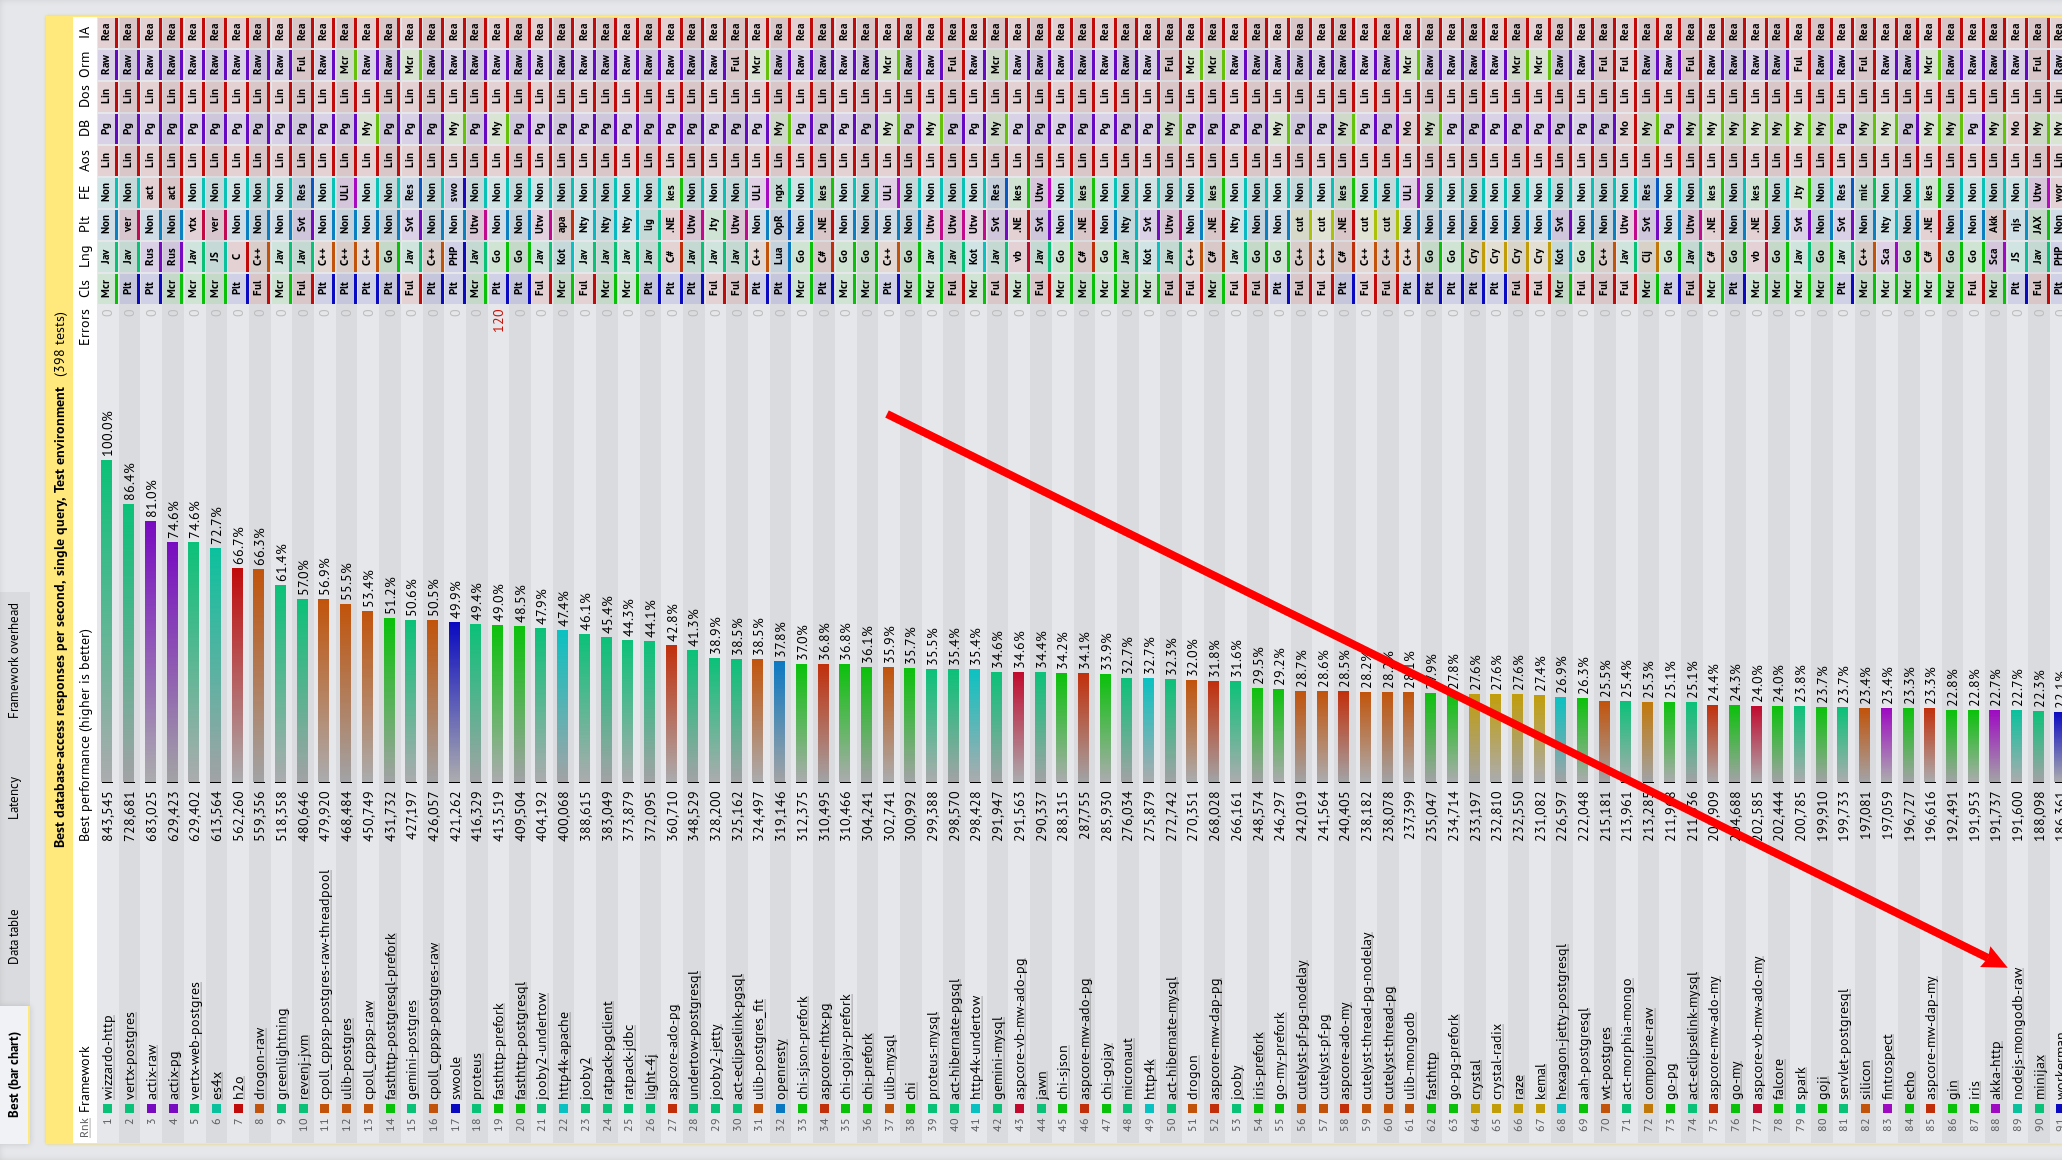 Best (bar chart) Data table Latency Framework overhead
Best database-access responses per second, single query, Test environment (398 tests)
Rnk Framework Best performance (higher is better) Errors Cls Lng Plt FE Aos DB Dos Orm IA
1 wizzardo-http 843,545 100.0% 0 Mcr Jav Non Non Lin Pg Lin Raw Rea
2 vertx-postgres 728,681 86.4% 0 Plt Jav ver Non Lin Pg Lin Raw Rea
3 actix-raw 683,025 81.0% 0 Plt Rus Non act Lin Pg Lin Raw Rea
4 actix-pg 629,423 74.6% 0 Mcr Rus Non act Lin Pg Lin Raw Rea
5 vertx-web-postgres 629,402 74.6% 0 Mcr Jav vtx Non Lin Pg Lin Raw Rea
6 es4x 613,564 72.7% 0 Mcr JS ver Non Lin Pg Lin Raw Rea
7 h2o 562,260 66.7% 0 Plt C Non Non Lin Pg Lin Raw Rea
8 drogon-raw 559,356 66.3% 0 Ful C++ Non Non Lin Pg Lin Raw Rea
9 greenlightning 518,358 61.4% 0 Mcr Jav Non Non Lin Pg Lin Raw Rea
10 revenj-jvm 480,646 57.0% 0 Ful Jav Svt Res Lin Pg Lin Ful Rea
11 cpoll_cppsp-postgres-raw-threadpool 479,920 56.9% 0 Plt C++ Non Non Lin Pg Lin Raw Rea
12 ulib-postgres 468,484 55.5% 0 Plt C++ Non ULi Lin Pg Lin Mcr Rea
13 cpoll_cppsp-raw 450,749 53.4% 0 Plt C++ Non Non Lin My Lin Raw Rea
14 fasthttp-postgresql-prefork 431,732 51.2% 0 Plt Go Non Non Lin Pg Lin Raw Rea
15 gemini-postgres 427,197 50.6% 0 Ful Jav Svt Res Lin Pg Lin Mcr Rea
16 cpoll_cppsp-postgres-raw 426,057 50.5% 0 Plt C++ Non Non Lin Pg Lin Raw Rea
17 swoole 421,262 49.9% 0 Plt PHP Non swo Lin My Lin Raw Rea
18 proteus 416,329 49.4% 0 Mcr Jav Utw Non Lin Pg Lin Raw Rea
19 fasthttp-prefork 413,519 49.0% 120 Plt Go Non Non Lin My Lin Raw Rea
20 fasthttp-postgresql 409,504 48.5% 0 Plt Go Non Non Lin Pg Lin Raw Rea
21 jooby2-undertow 404,192 47.9% 0 Ful Jav Utw Non Lin Pg Lin Raw Rea
22 http4k-apache 400,068 47.4% 0 Mcr Kot apa Non Lin Pg Lin Raw Rea
23 jooby2 388,615 46.1% 0 Ful Jav Nty Non Lin Pg Lin Raw Rea
24 ratpack-pgclient 383,049 45.4% 0 Mcr Jav Nty Non Lin Pg Lin Raw Rea
25 ratpack-jdbc 373,879 44.3% 0 Mcr Jav Nty Non Lin Pg Lin Raw Rea
26 light-4j 372,095 44.1% 0 Plt Jav lig Non Lin Pg Lin Raw Rea
27 aspcore-ado-pg 360,710 42.8% 0 Plt C# .NE kes Lin Pg Lin Raw Rea
28 undertow-postgresql 348,529 41.3% 0 Plt Jav Utw Non Lin Pg Lin Raw Rea
29 jooby2-jetty 328,200 38.9% 0 Ful Jav Jty Non Lin Pg Lin Raw Rea
30 act-eclipselink-pgsql 325,162 38.5% 0 Ful Jav Utw Non Lin Pg Lin Ful Rea
31 ulib-postgres_fit 324,497 38.5% 0 Plt C++ Non ULi Lin Pg Lin Mcr Rea
32 openresty 319,146 37.8% 0 Plt Lua OpR ngx Lin My Lin Raw Rea
33 chi-sjson-prefork 312,375 37.0% 0 Mcr Go Non Non Lin Pg Lin Raw Rea
34 aspcore-rhtx-pg 310,495 36.8% 0 Plt C# .NE kes Lin Pg Lin Raw Rea
35 chi-gojay-prefork 310,466 36.8% 0 Mcr Go Non Non Lin Pg Lin Raw Rea
36 chi-prefork 304,241 36.1% 0 Mcr Go Non Non Lin Pg Lin Raw Rea
37 ulib-mysql 302,741 35.9% 0 Plt C++ Non ULi Lin My Lin Mcr Rea
38 chi 300,992 35.7% 0 Mcr Go Non Non Lin Pg Lin Raw Rea
39 proteus-mysql 299,388 35.5% 0 Mcr Jav Utw Non Lin My Lin Raw Rea
40 act-hibernate-pgsql 298,570 35.4% 0 Ful Jav Utw Non Lin Pg Lin Ful Rea
41 http4k-undertow 298,428 35.4% 0 Mcr Kot Utw Non Lin Pg Lin Raw Rea
42 gemini-mysql 291,947 34.6% 0 Ful Jav Svt Res Lin My Lin Mcr Rea
43 aspcore-vb-mw-ado-pg 291,563 34.6% 0 Mcr vb .NE kes Lin Pg Lin Raw Rea
44 jawn 290,337 34.4% 0 Ful Jav Svt Utw Lin Pg Lin Raw Rea
45 chi-sjson 288,315 34.2% 0 Mcr Go Non Non Lin Pg Lin Raw Rea
46 aspcore-mw-ado-pg 287,755 34.1% 0 Mcr C# .NE kes Lin Pg Lin Raw Rea
47 chi-gojay 285,930 33.9% 0 Mcr Go Non Non Lin Pg Lin Raw Rea
48 micronaut 276,034 32.7% 0 Mcr Jav Nty Non Lin Pg Lin Raw Rea
49 http4k 275,879 32.7% 0 Mcr Kot Svt Non Lin Pg Lin Raw Rea
50 act-hibernate-mysql 272,742 32.3% 0 Ful Jav Utw Non Lin My Lin Ful Rea
51 drogon 270,351 32.0% 0 Ful C++ Non Non Lin Pg Lin Mcr Rea
52 aspcore-mw-dap-pg 268,028 31.8% 0 Mcr C# .NE kes Lin Pg Lin Mcr Rea
53 jooby 266,161 31.6% 0 Ful Jav Nty Non Lin Pg Lin Raw Rea
54 iris-prefork 248,574 29.5% 0 Ful Go Non Non Lin Pg Lin Raw Rea
55 go-my-prefork 246,297 29.2% 0 Plt Go Non Non Lin My Lin Raw Rea
56 cutelyst-pf-pg-nodelay 242,019 28.7% 0 Ful C++ cut Non Lin Pg Lin Raw Rea
57 cutelyst-pf-pg 241,564 28.6% 0 Ful C++ cut Non Lin Pg Lin Raw Rea
58 aspcore-ado-my 240,405 28.5% 0 Plt C# .NE kes Lin My Lin Raw Rea
59 cutelyst-thread-pg-nodelay 238,182 28.2% 0 Ful C++ cut Non Lin Pg Lin Raw Rea
60 cutelyst-thread-pg 238,078 0 Ful C++ cut Non Lin Pg Lin Raw Rea
61 ulib-mongodb 237,399 0 Plt C++ Non ULi Lin Mo Lin Mcr Rea
62 fasthttp 235,047 0 Plt Go Non Non Lin My Lin Raw Rea
63 go-pg-prefork 234,714 27.8% 0 Plt Go Non Non Lin Pg Lin Raw Rea
64 crystal 233,197 27.6% 0 Plt Cry Non Non Lin Pg Lin Raw Rea
65 crystal-radix 232,810 27.6% 0 Plt Cry Non Non Lin Pg Lin Raw Rea
66 raze 232,550 27.6% 0 Ful Cry Non Non Lin Pg Lin Mcr Rea
67 kemal 231,082 27.4% 0 Ful Cry Non Non Lin Pg Lin Mcr Rea
68 hexagon-jetty-postgresql 226,597 26.9% 0 Mcr Kot Svt Non Lin Pg Lin Raw Rea
69 aah-postgresql 222,048 26.3% 0 Ful Go Non Non Lin Pg Lin Raw Rea
70 wt-postgres 215,181 25.5% 0 Ful C++ Non Non Lin Pg Lin Ful Rea
71 act-morphia-mongo 213,961 25.4% 0 Ful Jav Utw Non Lin Mo Lin Ful Rea
72 compojure-raw 213,285 25.3% 0 Mcr Clj Svt Res Lin My Lin Raw Rea
73 go-pg 25.1% 0 Plt Go Non Non Lin Pg Lin Raw Rea
74 act-eclipselink-mysql 25.1% 0 Ful Jav Utw Non Lin My Lin Ful Rea
75 aspcore-mw-ado-my 24.4% 0 Mcr C# .NE kes Lin My Lin Raw Rea
76 go-my 204,688 24.3% 0 Plt Go Non Non Lin My Lin Raw Rea
77 aspcore-vb-mw-ado-my 202,585 24.0% 0 Mcr vb .NE kes Lin My Lin Raw Rea
78 falcore 202,444 24.0% 0 Mcr Go Non Non Lin My Lin Raw Rea
79 spark 200,785 23.8% 0 Mcr Jav Svt Jty Lin My Lin Ful Rea
80 goji 199,910 23.7% 0 Mcr Go Non Non Lin My Lin Raw Rea
81 servlet-postgresql 199,733 23.7% 0 Plt Jav Svt Res Lin Pg Lin Raw Rea
82 silicon 197,081 23.4% 0 Mcr C++ Non mic Lin My Lin Ful Rea
83 fintrospect 197,059 23.4% 0 Mcr Sca Nty Non Lin My Lin Raw Rea
84 echo 196,727 23.3% 0 Mcr Go Non Non Lin Pg Lin Raw Rea
85 aspcore-mw-dap-my 196,616 23.3% 0 Mcr C# .NE kes Lin My Lin Mcr Rea
86 gin 192,491 22.8% 0 Mcr Go Non Non Lin My Lin Raw Rea
87 iris 191,953 22.8% 0 Ful Go Non Non Lin Pg Lin Raw Rea
88 akka-http 191,737 22.7% 0 Mcr Sca Akk Non Lin My Lin Raw Rea
89 nodejs-mongodb-raw 191,600 22.7% 0 Plt JS njs Non Lin Mo Lin Raw Rea
90 minijax 188,098 22.3% 0 Ful Jav JAX Utw Lin My Lin Ful Rea